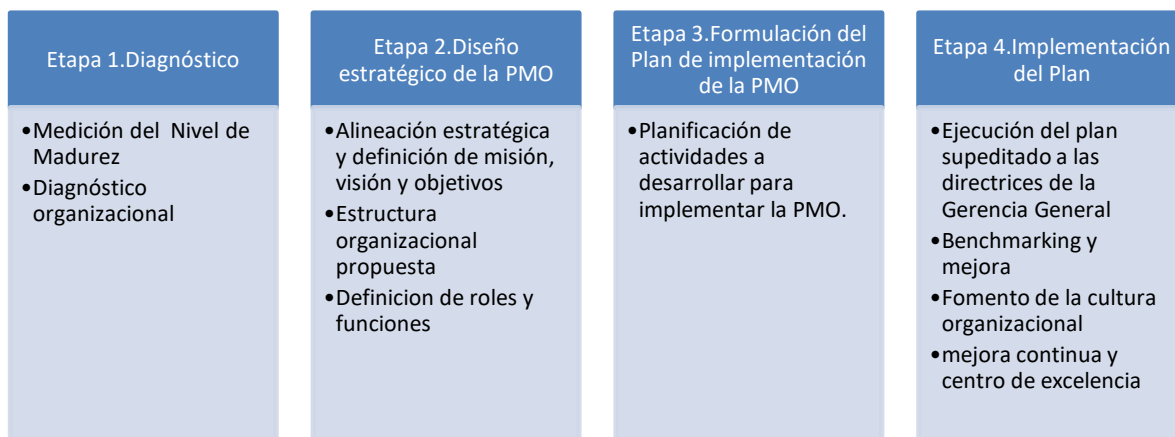 Etapa 1.Diagnóstico
•Medición del Nivel de
Madurez
•Diagnóstico
organizacional
Etapa 2.Diseño
estratégico de la PMO
•Alineación estratégica
y definición de misión,
visión y objetivos
•Estructura
organizacional
propuesta
•Definicion de roles y
funciones
Etapa 3.Formulación del
Plan de implementación
de la PMO
•Planificación de
actividades a
desarrollar para
implementar la PMO.
Etapa 4.Implementación
del Plan
•Ejecución del plan
supeditado a las
directrices de la
Gerencia General
•Benchmarking y
mejora
•Fomento de la cultura
organizacional
•mejora continua y
centro de excelencia